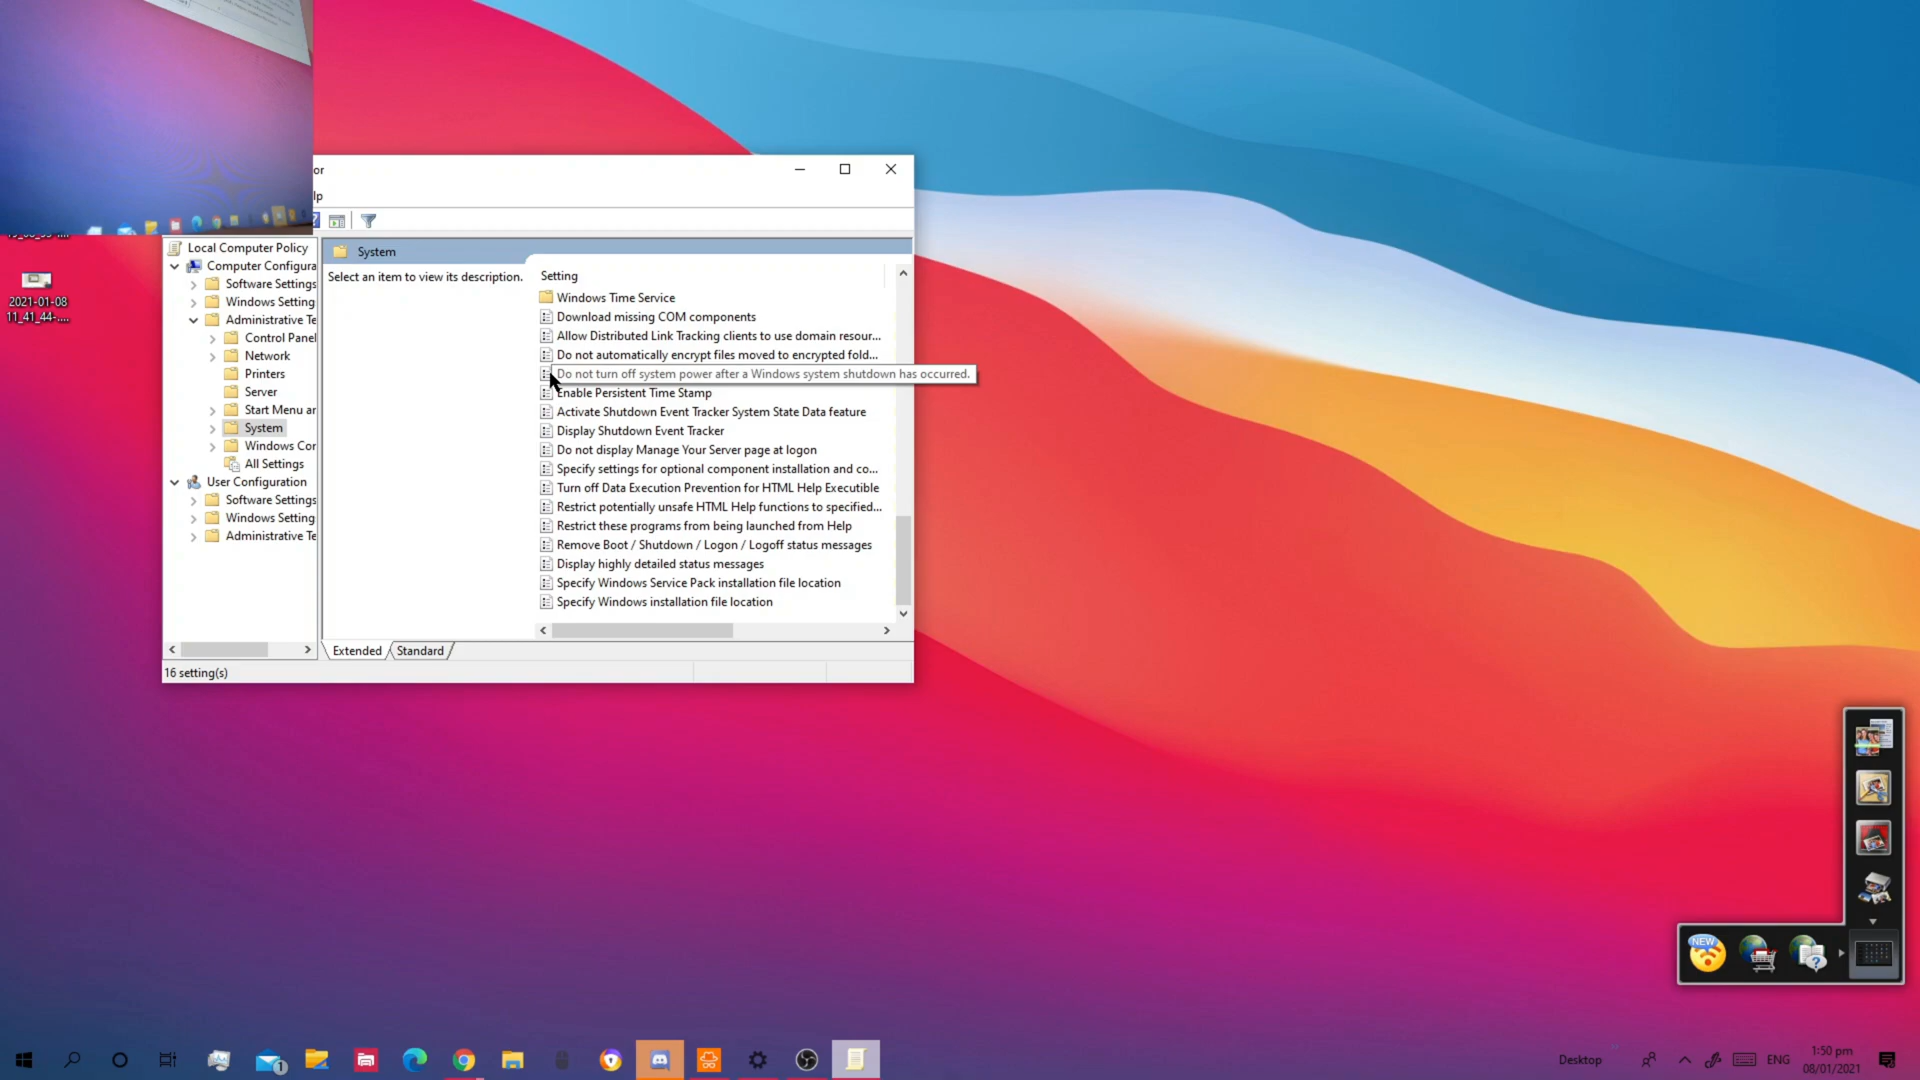 or
lp
Local Computer Policy
Computer Configura
Software Settings
Windows Setting
Administrative Te
Control Panel
Network
Printers
Server
Start Menu ar
System
Windows Cor
All Settings
User Configuration
Software Settings
Windows Setting
Administrative Te
System
Select an item to view its description.
Setting
Windows Time Service
Download missing COM components
Allow Distributed Link Tracking clients to use domain resour...
Do not automatically encrypt files moved to encrypted fold...
Do not turn off system power after a Windows system shutdown has occurred.
Enable Persistent Time Stamp
Activate Shutdown Event Tracker System State Data feature
Display Shutdown Event Tracker
Do not display Manage Your Server page at logon
Specify settings for optional component installation and co...
Turn off Data Execution Prevention for HTML Help Executible
Restrict potentially unsafe HTML Help functions to specified...
Restrict these programs from being launched from Help
Remove Boot / Shutdown / Logon / Logoff status messages
Display highly detailed status messages
Specify Windows Service Pack installation file location
Specify Windows installation file location
Extended
Standard
16 setting(s)
2021-01-08
11_41_44-....
NEW
1
Desktop
ENG
1:50 pm
08/01/2021